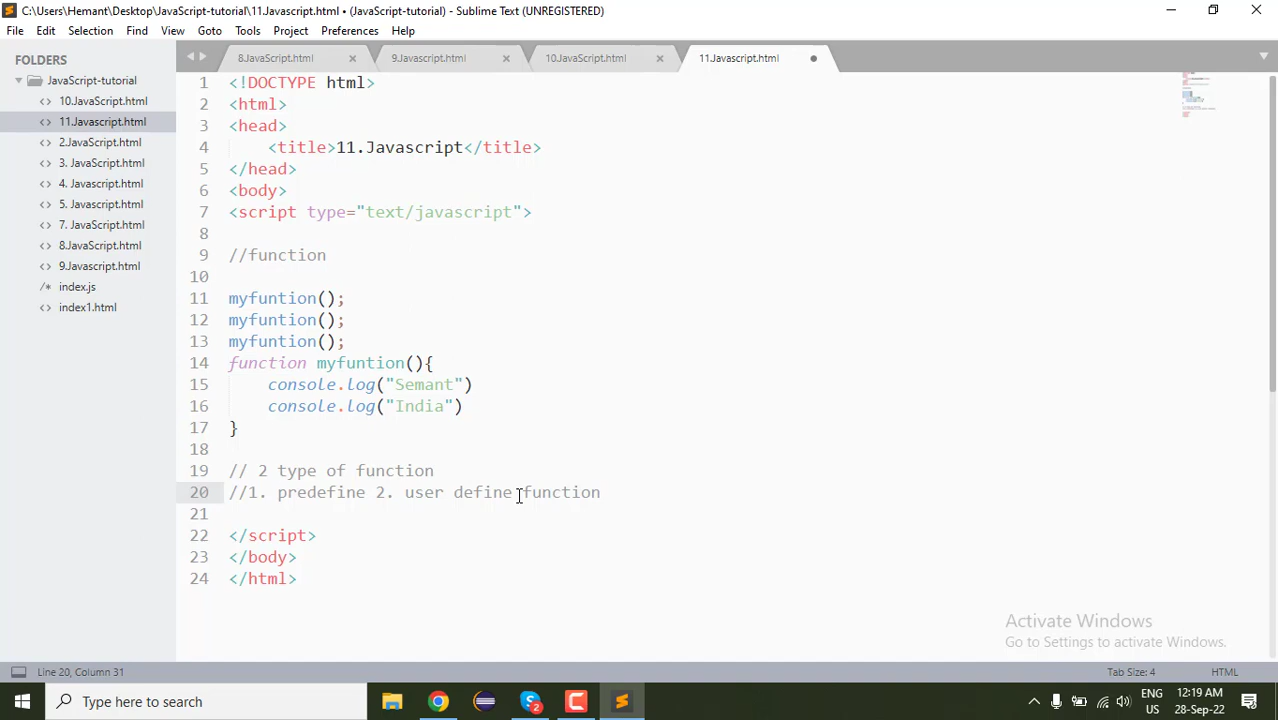 C:\Users\Hemant\Desktop\JavaScript-tutorial\11.Javascript.html • (JavaScript-tutorial) - Sublime Text (UNREGISTERED)
File Edit Selection Find View Goto Tools Project Preferences Help
FOLDERS
JavaScript-tutorial
10.JavaScript.html
11.Javascript.html
2.JavaScript.html
3. JavaScript.html
4. Javascript.html
5. Javascript.html
7. JavaScript.html
8.JavaScript.html
9.Javascript.html
index.js
index1.html
8.JavaScript.html 9.Javascript.html 10.JavaScript.html 11.Javascript.html
1 <!DOCTYPE html>
2 <html>
3 <head>
4 <title>11.Javascript</title>
5 </head>
6 <body>
7 <script type="text/javascript">
8
9 //function
10
11 myfuntion();
12 myfuntion();
13 myfuntion();
14 function myfuntion(){
15 console.log("Semant")
16 console.log("India")
17 }
18
19 // 2 type of function
20 //1. predefine 2. user define function
21
22 </script>
23 </body>
24 </html>
Activate Windows
Go to Settings to activate Windows.
Line 20, Column 31 Tab Size: 4 HTML
Type here to search
2
ENG
US
12:19 AM
28-Sep-22